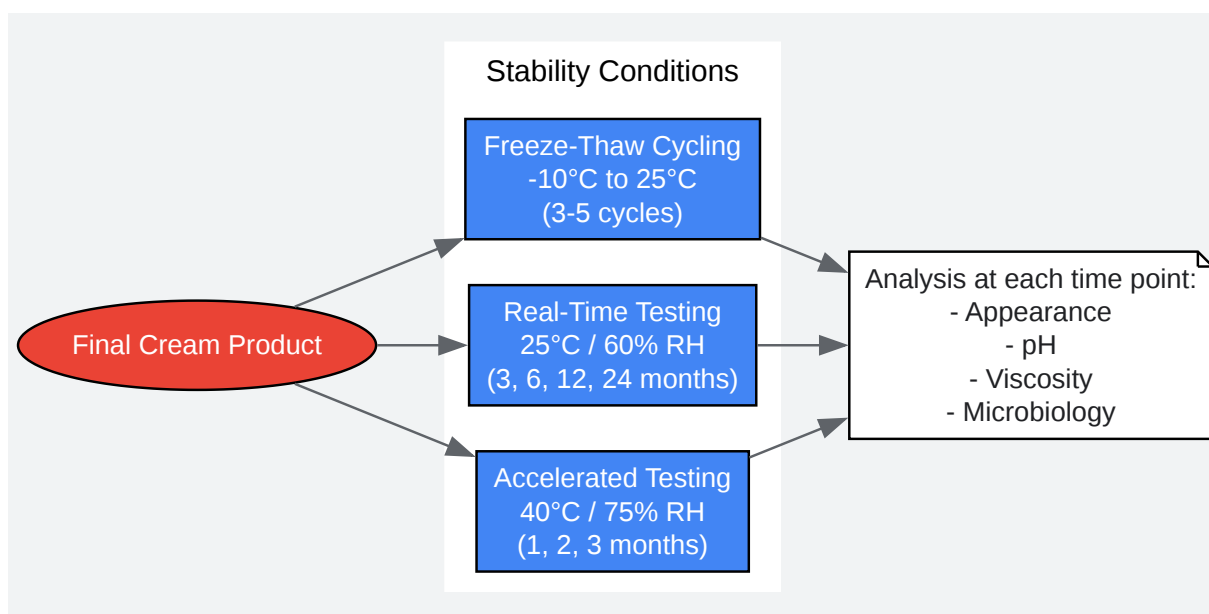 Stability Conditions
Freeze-Thaw Cycling
-10°C to 25°C
(3-5 cycles)
Final Cream Product
Real-Time Testing
25°C / 60% RH
(3, 6, 12, 24 months)
Accelerated Testing
40°C / 75% RH
(1, 2, 3 months)
Analysis at each time point:
- Appearance
- pH
- Viscosity
- Microbiology